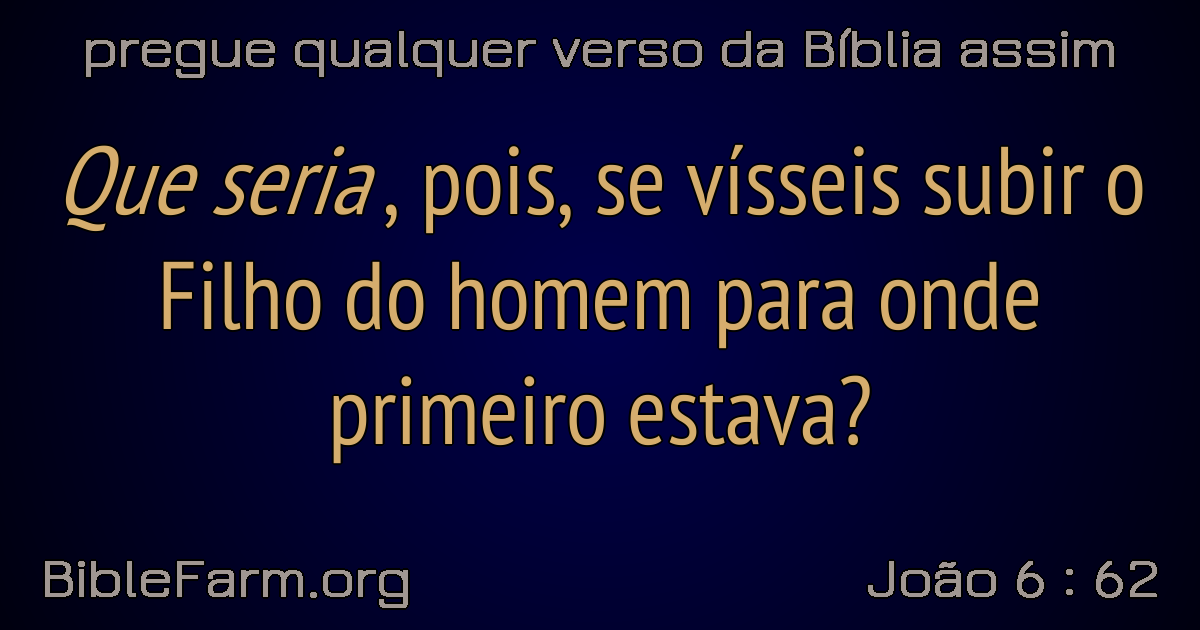 pregue qualquer verso da Bíblia assim
Que seria , pois, se vísseis subir o
Filho do homem para onde
primeiro estava?
BibleFarm.org
João 6 : 62